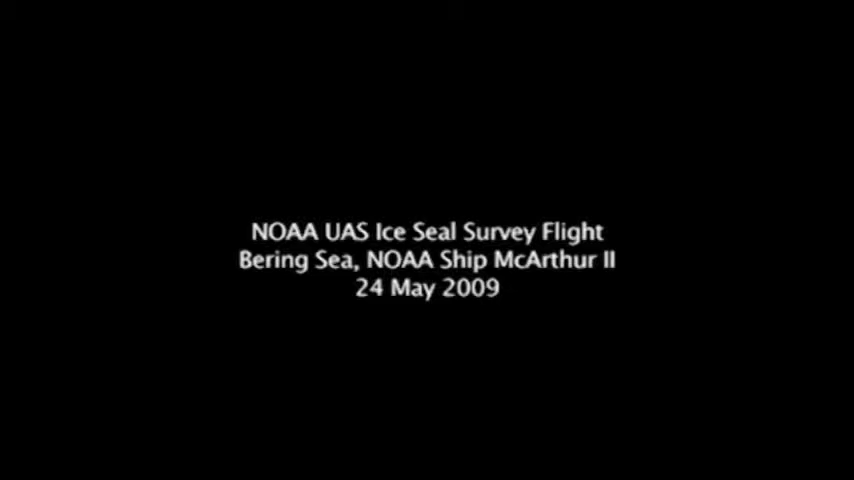 NOAA UAS Ice Seal Survey Flight
Bering Sea, NOAA Ship McArthur II
24 May 2009